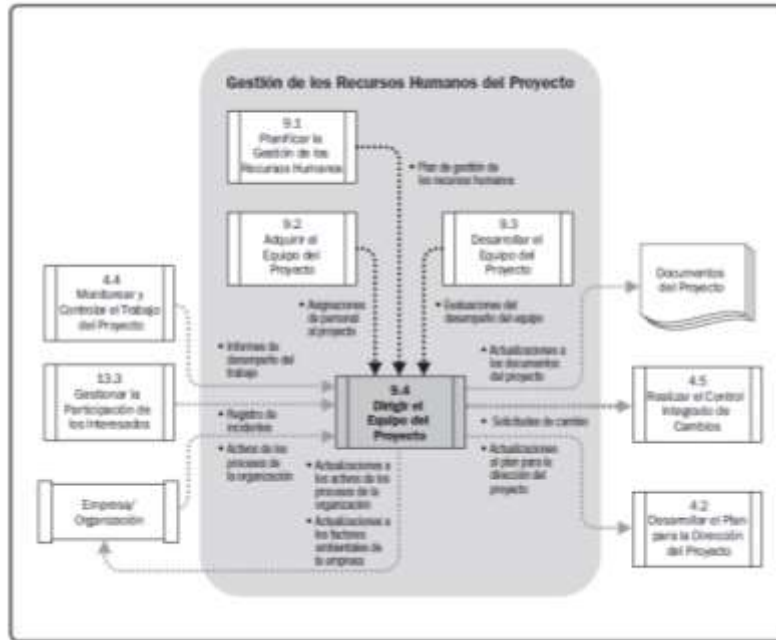 Gestión de los Recursos Humanos del Proyecto
9.1
Planificar la
Gestión de los
Recursos Humanos
• Plan de gestión de
los recursos humanos
9.2
Adquirir el
Equipo del
Proyecto
9.3
Desarrollar el
Equipo del
Proyecto
Documentos
del Proyecto
4.4
Monitorear y
Controlar el Trabajo
del Proyecto
• Asignaciones
de personal
al proyecto
• Evaluaciones del
desempeño del equipo
• Informes de
desempeño del
trabajo
• Actualizaciones a
los documentos
del proyecto
13.3
Gestionar la
Participación de
los Interesados
9.4
Dirigir el
Equipo del
Proyecto
4.5
Realizar el Control
Integrado de
Cambios
• Registro de
incidentes
• Solicitudes de cambio
• Activos de los
procesos de
la organización
• Actualizaciones
al plan para la
dirección del
proyecto
Empresa/
Organización
• Actualizaciones a
los activos de los
procesos de la
organización
• Actualizaciones a
los factores
ambientales de
la empresa
4.2
Desarrollar el Plan
para la Dirección
del Proyecto